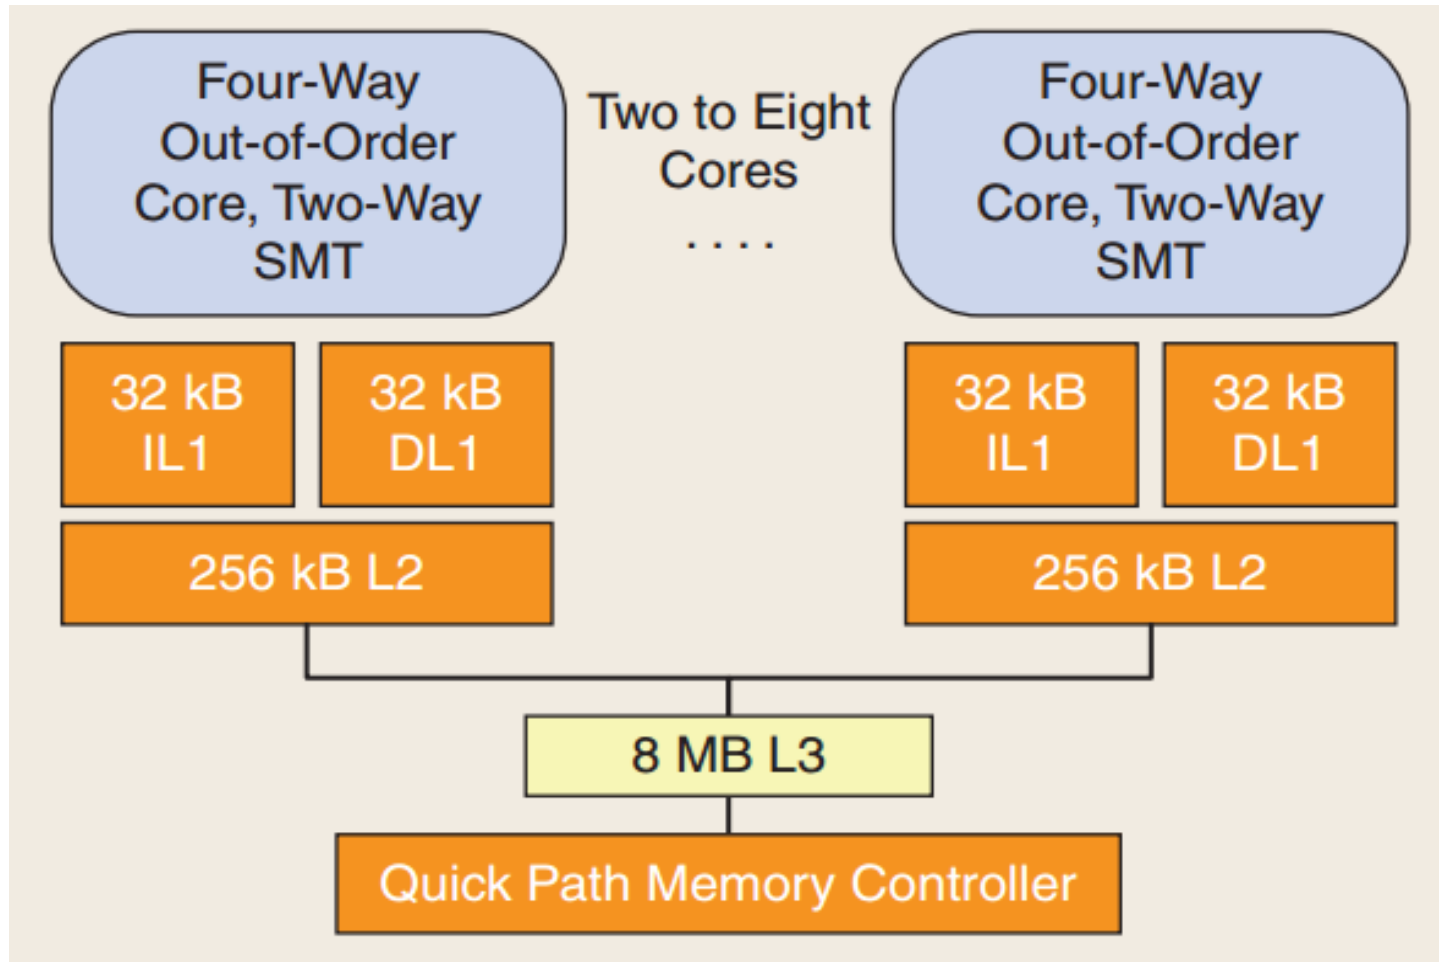 Four-Way
Out-of-Order
Core, Two-Way
SMT
Two to Eight
Cores
. . . .
Four-Way
Out-of-Order
Core, Two-Way
SMT
32 kB
IL1
32 kB
DL1
32 kB
IL1
32 kB
DL1
256 kB L2
256 kB L2
8 MB L3
Quick Path Memory Controller